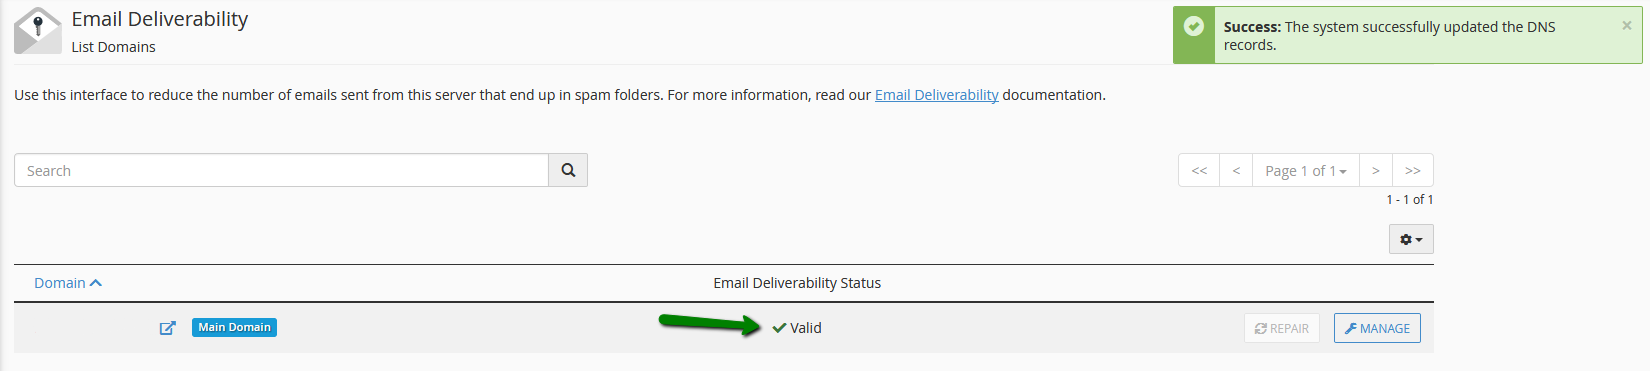 Email Deliverability
List Domains
Success: The system successfully updated the DNS
records.
×
Use this interface to reduce the number of emails sent from this server that end up in spam folders. For more information, read our Email Deliverability documentation.
Search
<< < Page 1 of 1 > >>
1 - 1 of 1
Domain Email Deliverability Status
Main Domain Valid REPAIR MANAGE